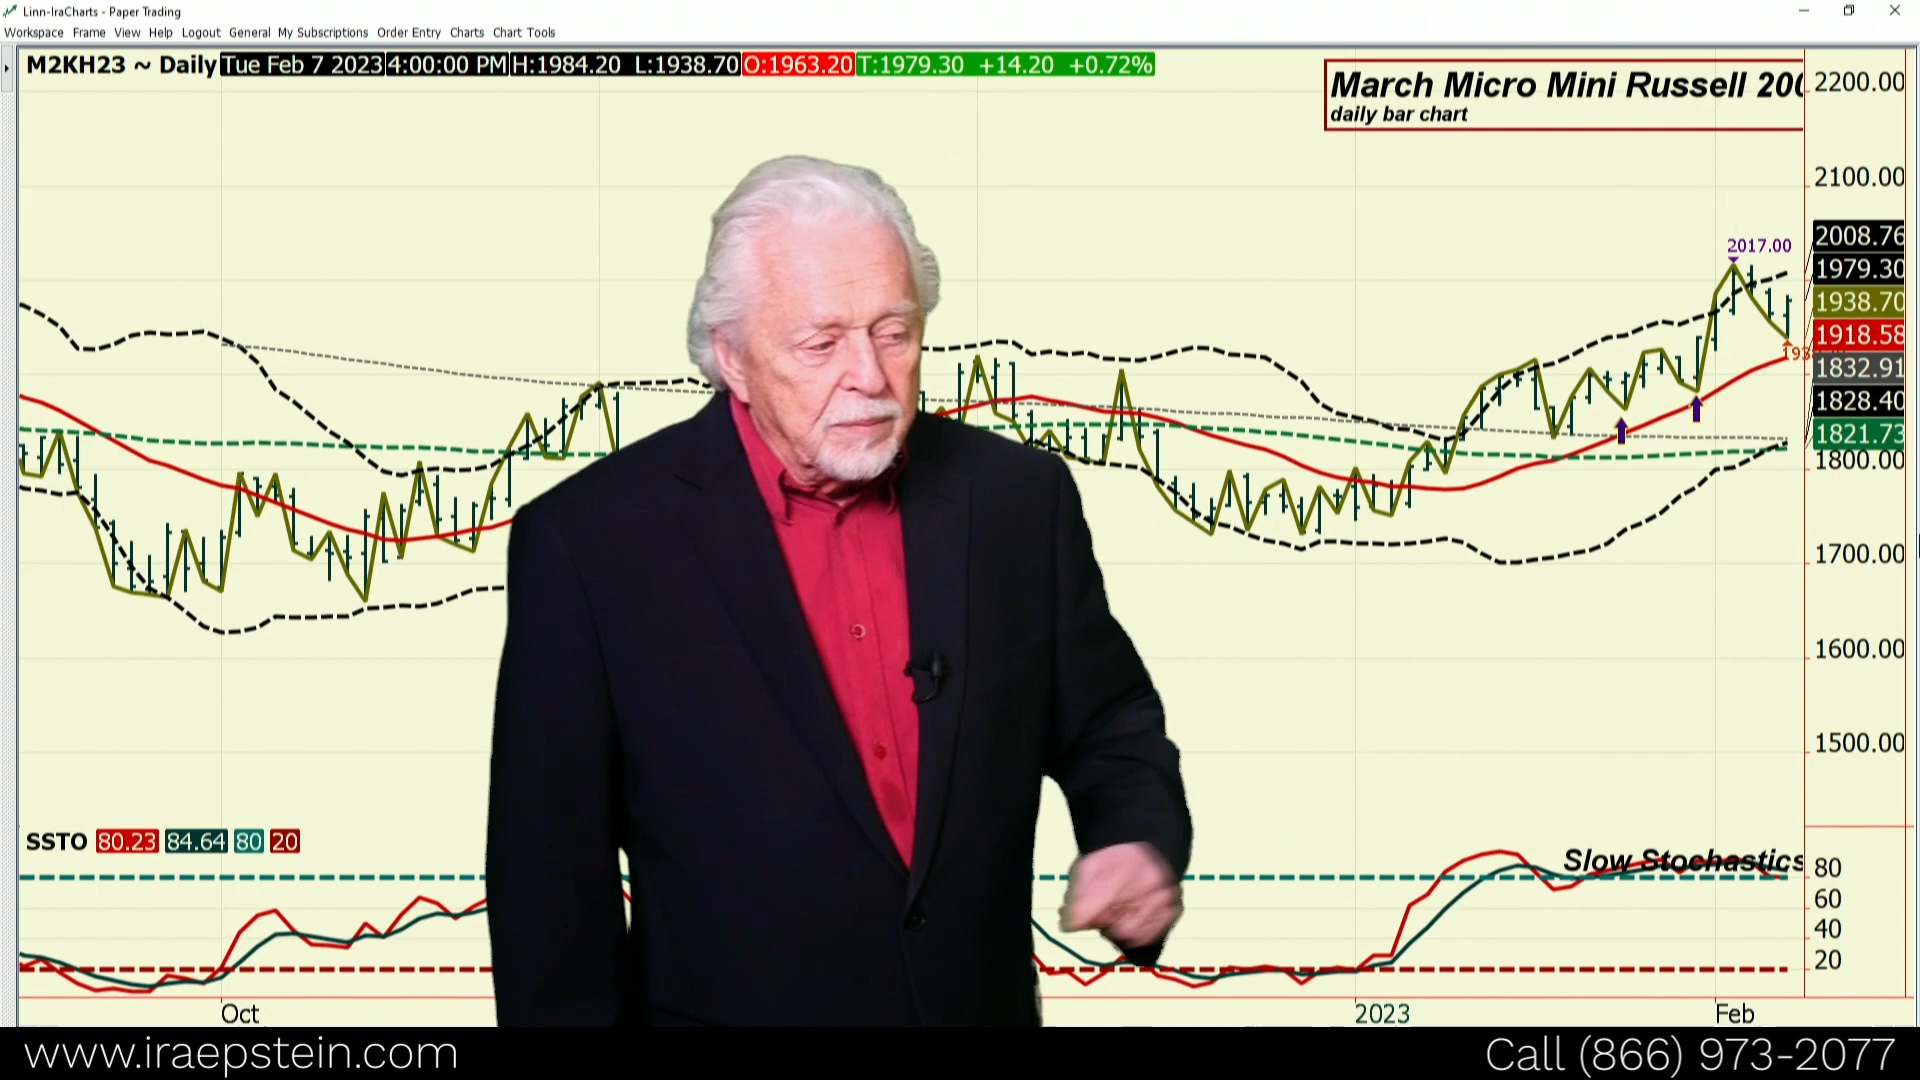 Linn-IraCharts - Paper Trading
Workspace Frame View Help Logout General My Subscriptions Order Entry Charts Chart Tools
M2KH23 ~ Daily Tue Feb 7 2023 4:00:00 PM H:1984.20 L:1938.70 O:1963.20 T:1979.30 +14.20 +0.72%
March Micro Mini Russell 200
daily bar chart
2200.00
2100.00
2017.00
2008.76
1979.30
1938.70
1918.58
1832.91
1828.40
1821.73
1800.00
1700.00
1600.00
1500.00
SSTO 80.23 84.64 80 20
Slow Stochastics
80
60
40
20
Oct 2023 Feb
www.iraepstein.com Call (866) 973-2077